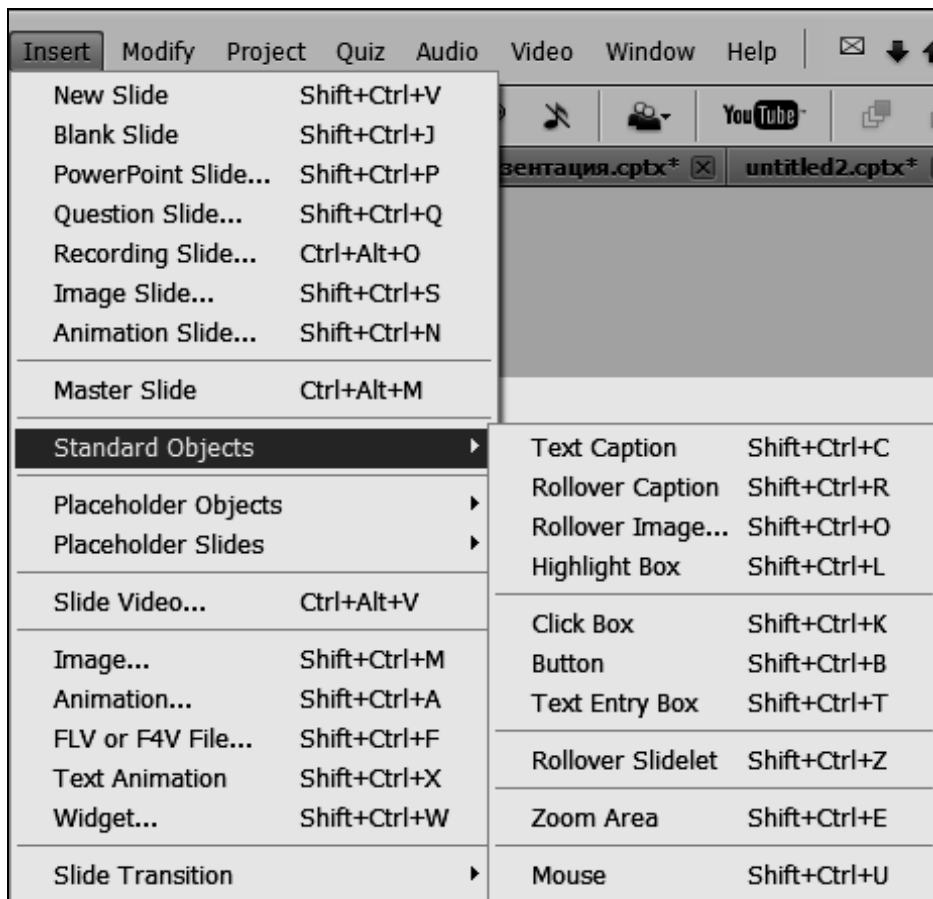 Insert Modify Project Quiz Audio Video Window Help
YouTube
зентация.cptx* untitled2.cptx*
New Slide Shift+Ctrl+V
Blank Slide Shift+Ctrl+J
PowerPoint Slide... Shift+Ctrl+P
Question Slide... Shift+Ctrl+Q
Recording Slide... Ctrl+Alt+O
Image Slide... Shift+Ctrl+S
Animation Slide... Shift+Ctrl+N
Master Slide Ctrl+Alt+M
Standard Objects
Placeholder Objects
Placeholder Slides
Slide Video... Ctrl+Alt+V
Image... Shift+Ctrl+M
Animation... Shift+Ctrl+A
FLV or F4V File... Shift+Ctrl+F
Text Animation Shift+Ctrl+X
Widget... Shift+Ctrl+W
Slide Transition
Text Caption Shift+Ctrl+C
Rollover Caption Shift+Ctrl+R
Rollover Image... Shift+Ctrl+O
Highlight Box Shift+Ctrl+L
Click Box Shift+Ctrl+K
Button Shift+Ctrl+B
Text Entry Box Shift+Ctrl+T
Rollover Slidelet Shift+Ctrl+Z
Zoom Area Shift+Ctrl+E
Mouse Shift+Ctrl+U